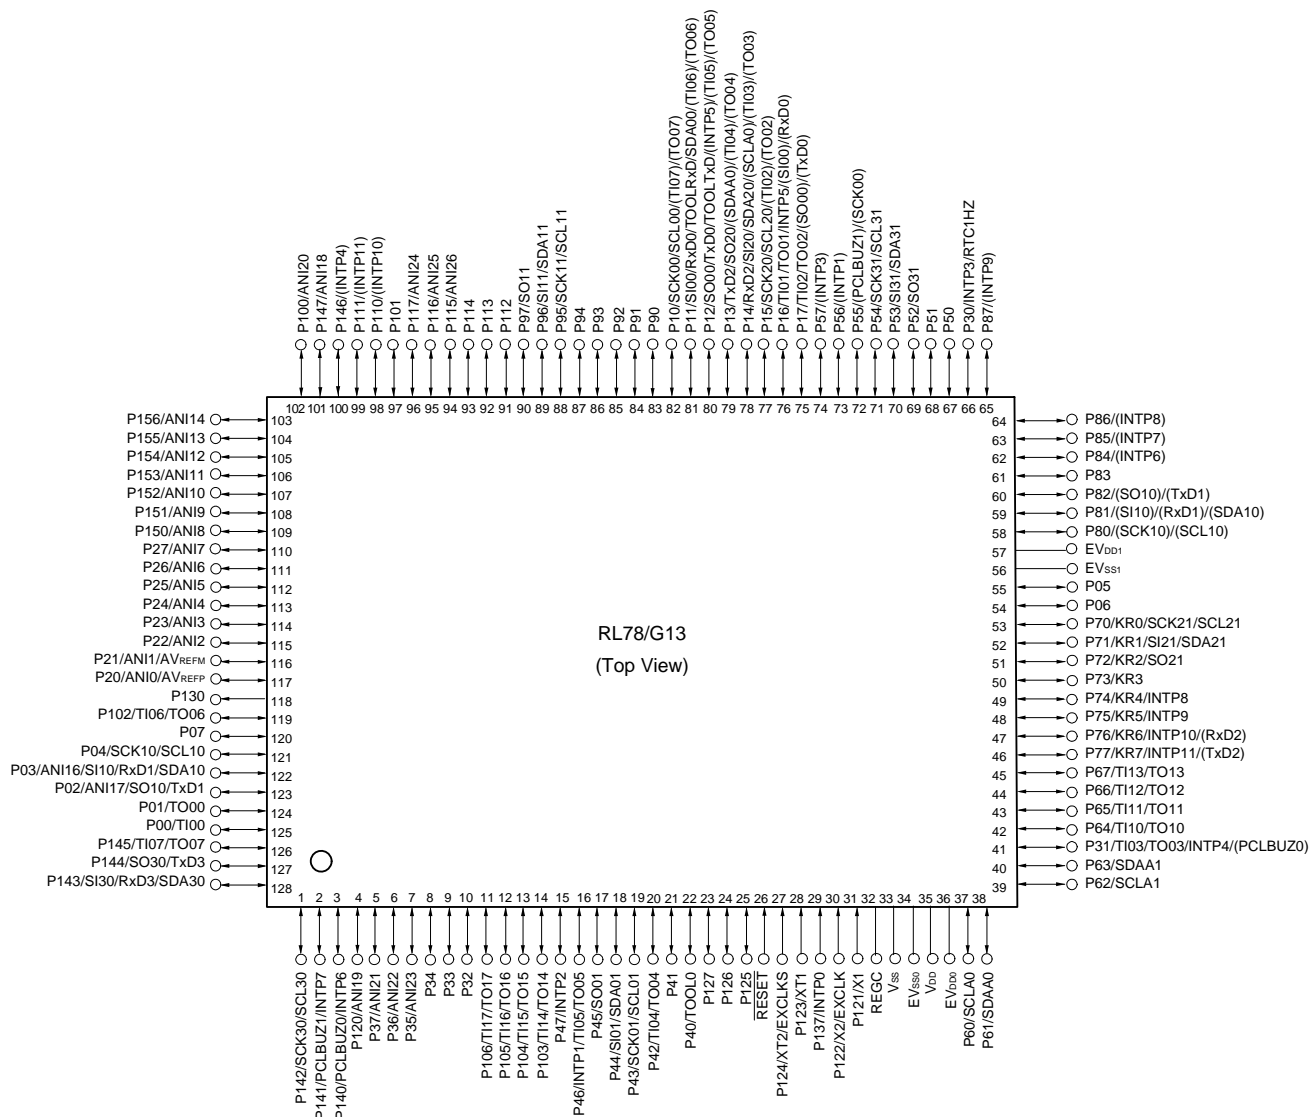 P100/ANI20
P147/ANI18
P146/(INTP4)
P111/(INTP11)
P110/(INTP10)
P101
P117/ANI24
P116/ANI25
P115/ANI26
P114
P113
P112
P97/SO11
P96/SI11/SDA11
P95/SCK11/SCL11
P94
P93
P92
P91
P90
P10/SCK00/SCL00/(TI07)/(TO07)
P11/SI00/RxD0/TOOLRxD/SDA00/(TI06)/(TO06)
P12/SO00/TxD0/TOOLTxD/(INTP5)/(TI05)/(TO05)
P13/TxD2/SO20/(SDAA0)/(TI04)/(TO04)
P14/RxD2/SI20/SDA20/(SCLA0)/(TI03)/(TO03)
P15/SCK20/SCL20/(TI02)/(TO02)
P16/TI01/TO01/INTP5/(SI00)/(RxD0)
P17/TI02/TO02/(SO00)/(TxD0)
P57/(INTP3)
P56/(INTP1)
P55/(PCLBUZ1)/(SCK00)
P54/SCK31/SCL31
P53/SI31/SDA31
P52/SO31
P51
P50
P30/INTP3/RTC1HZ
P87/(INTP9)
102 101 100 99 98 97 96 95 94 93 92 91 90 89 88 87 86 85 84 83 82 81 80 79 78 77 76 75 74 73 72 71 70 69 68 67 66 65
P156/ANI14 103
P155/ANI13 104
P154/ANI12 105
P153/ANI11 106
P152/ANI10 107
P151/ANI9 108
P150/ANI8 109
P27/ANI7 110
P26/ANI6 111
P25/ANI5 112
P24/ANI4 113
P23/ANI3 114
P22/ANI2 115
P21/ANI1/AVREFM 116
P20/ANI0/AVREFP 117
P130 118
P102/TI06/TO06 119
P07 120
P04/SCK10/SCL10 121
P03/ANI16/SI10/RxD1/SDA10 122
P02/ANI17/SO10/TxD1 123
P01/TO00 124
P00/TI00 125
P145/TI07/TO07 126
P144/SO30/TxD3 127
P143/SI30/RxD3/SDA30 128
RL78/G13
(Top View)
64 P86/(INTP8)
63 P85/(INTP7)
62 P84/(INTP6)
61 P83
60 P82/(SO10)/(TxD1)
59 P81/(SI10)/(RxD1)/(SDA10)
58 P80/(SCK10)/(SCL10)
57 EVDD1
56 EVSS1
55 P05
54 P06
53 P70/KR0/SCK21/SCL21
52 P71/KR1/SI21/SDA21
51 P72/KR2/SO21
50 P73/KR3
49 P74/KR4/INTP8
48 P75/KR5/INTP9
47 P76/KR6/INTP10/(RxD2)
46 P77/KR7/INTP11/(TxD2)
45 P67/TI13/TO13
44 P66/TI12/TO12
43 P65/TI11/TO11
42 P64/TI10/TO10
41 P31/TI03/TO03/INTP4/(PCLBUZ0)
40 P63/SDAA1
39 P62/SCLA1
1 2 3 4 5 6 7 8 9 10 11 12 13 14 15 16 17 18 19 20 21 22 23 24 25 26 27 28 29 30 31 32 33 34 35 36 37 38
P142/SCK30/SCL30
P141/PCLBUZ1/INTP7
P140/PCLBUZ0/INTP6
P120/ANI19
P37/ANI21
P36/ANI22
P35/ANI23
P34
P33
P32
P106/TI17/TO17
P105/TI16/TO16
P104/TI15/TO15
P103/TI14/TO14
P47/INTP2
P46/INTP1/TI05/TO05
P45/SO01
P44/SI01/SDA01
P43/SCK01/SCL01
P42/TI04/TO04
P41
P40/TOOL0
P127
P126
P125
RESET
P124/XT2/EXCLKS
P123/XT1
P137/INTP0
P122/X2/EXCLK
P121/X1
REGC
VSS
EVSS0
VDD
EVDD0
P60/SCLA0
P61/SDAA0